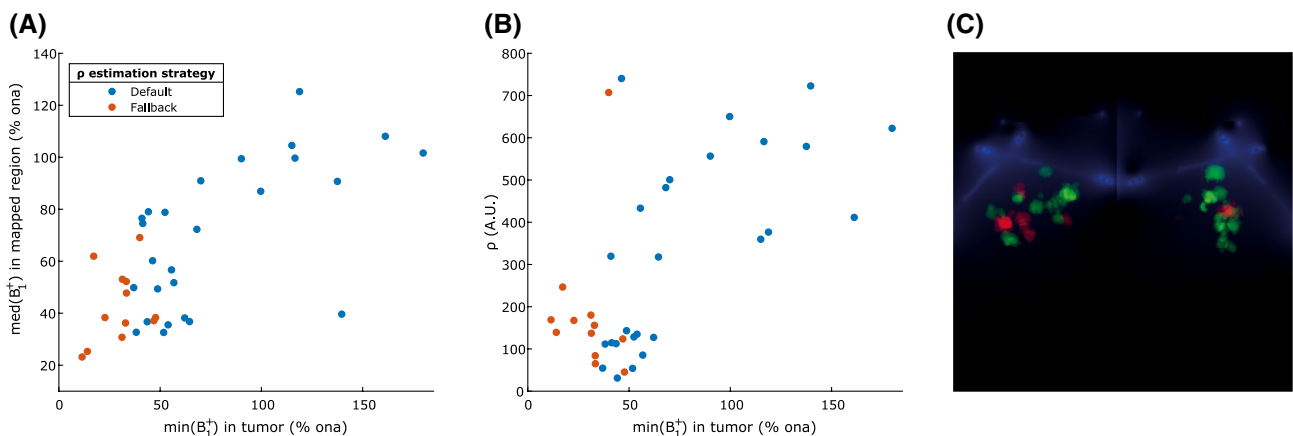 (A)
140
120
100
80
60
40
20
0
50
100
150
med(B₁⁺) in mapped region (% ona)
min(B₁⁺) in tumor (% ona)
ρ estimation strategy
Default
Fallback
(B)
800
700
600
500
400
300
200
100
0
0
50
100
150
ρ (A.U.)
min(B₁⁺) in tumor (% ona)
(C)